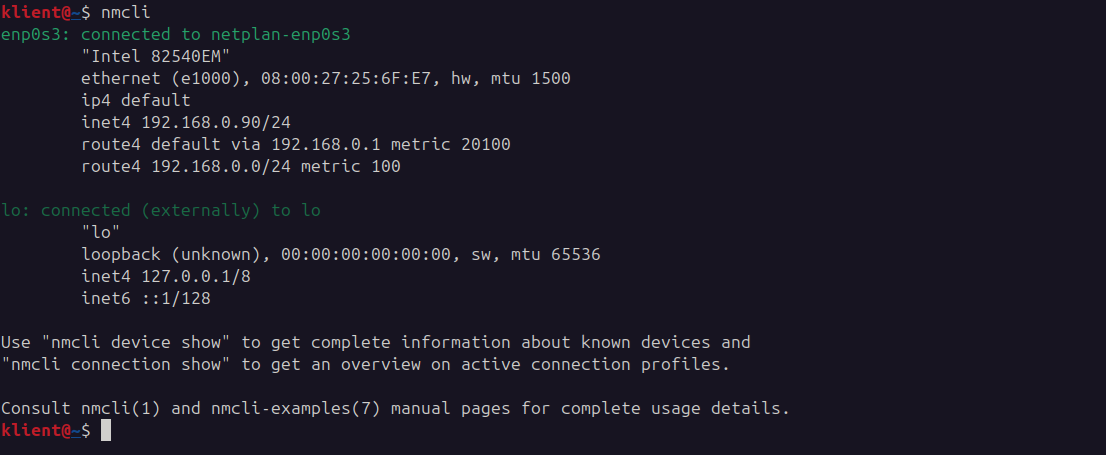 klient@~$ nmcli
enp0s3: connected to netplan-enp0s3
"Intel 82540EM"
ethernet (e1000), 08:00:27:25:6F:E7, hw, mtu 1500
ip4 default
inet4 192.168.0.90/24
route4 default via 192.168.0.1 metric 20100
route4 192.168.0.0/24 metric 100
lo: connected (externally) to lo
"lo"
loopback (unknown), 00:00:00:00:00:00, sw, mtu 65536
inet4 127.0.0.1/8
inet6 ::1/128
Use "nmcli device show" to get complete information about known devices and
"nmcli connection show" to get an overview on active connection profiles.
Consult nmcli(1) and nmcli-examples(7) manual pages for complete usage details.
klient@~$